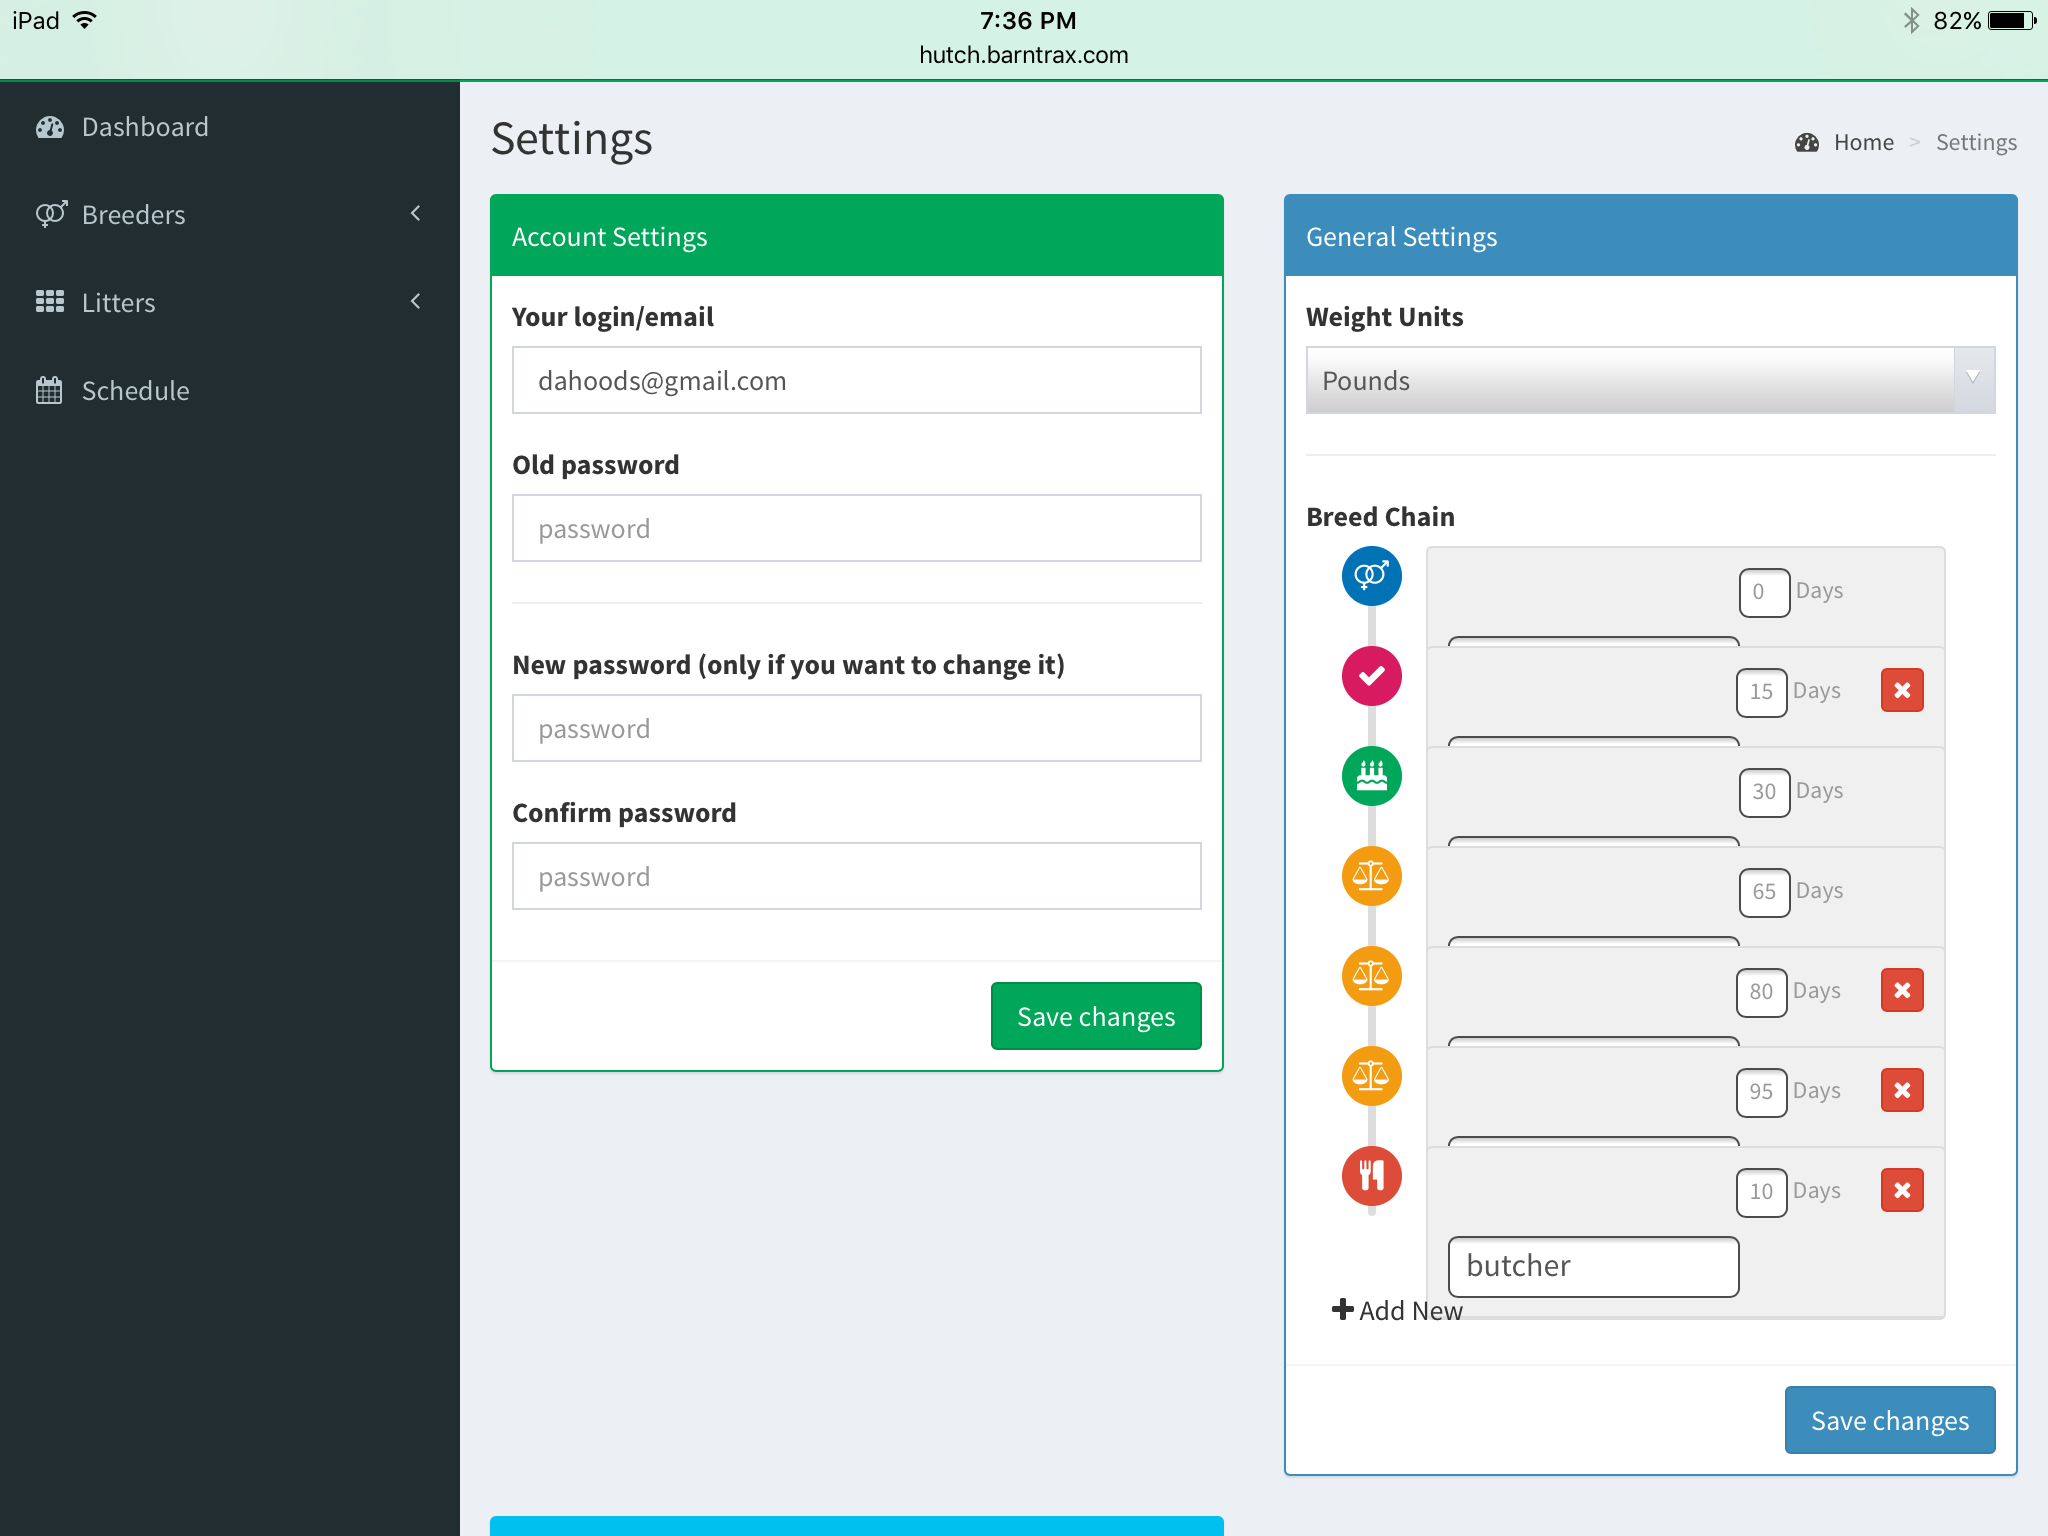 iPad 7:36 PM 82%
hutch.barntrax.com
Dashboard
Breeders
Litters
Schedule
Settings
Home > Settings
Account Settings
Your login/email
dahoods@gmail.com
Old password
password
New password (only if you want to change it)
password
Confirm password
password
Save changes
General Settings
Weight Units
Pounds
Breed Chain
0 Days
15 Days
30 Days
65 Days
80 Days
95 Days
10 Days
butcher
Add New
Save changes